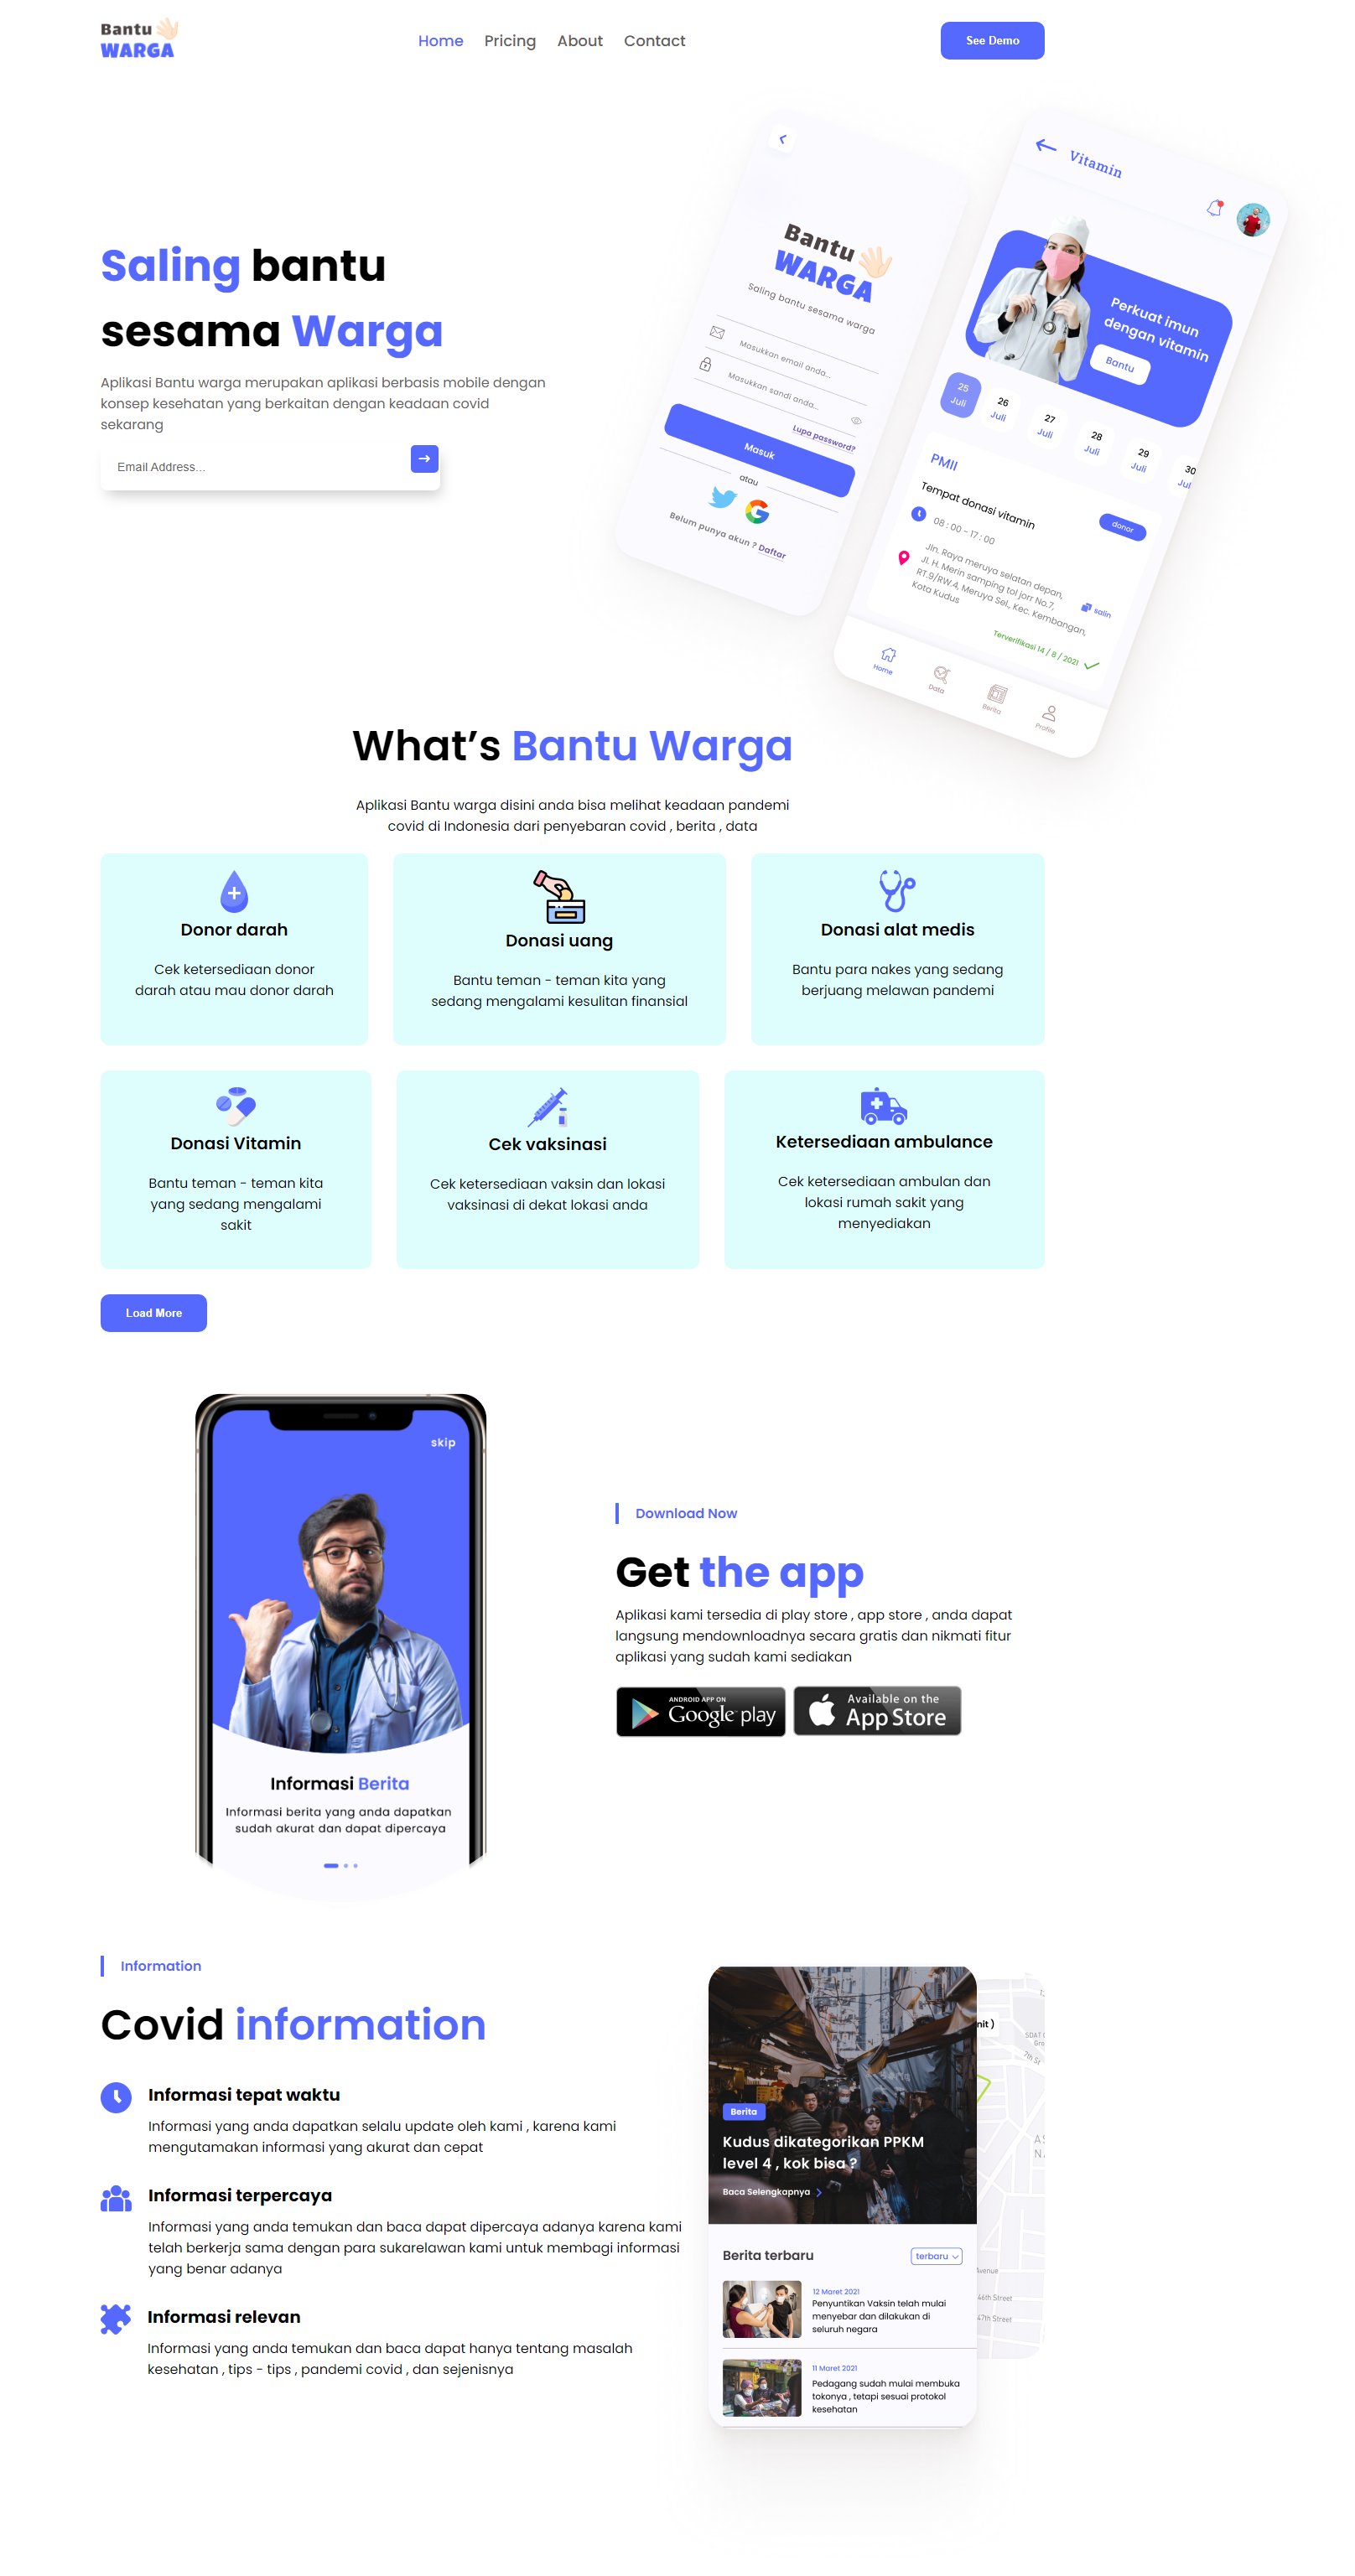 Bantu
WARGA
Home Pricing About Contact
See Demo
Saling bantu
sesama Warga
Aplikasi Bantu warga merupakan aplikasi berbasis mobile dengan
konsep kesehatan yang berkaitan dengan keadaan covid
sekarang
Email Address...
Bantu
WARGA
Saling bantu sesama warga
Masukkan email anda...
Masukkan sandi anda...
Lupa password?
Masuk
atau
Belum punya akun ? Daftar
Vitamin
Perkuat imun
dengan vitamin
Bantu
25 Juli
26 Juli
27 Juli
28 Juli
29 Juli
30 Jul
PMII
Tempat donasi vitamin
donor
08 : 00 - 17 : 00
Jln. Raya meruya selatan depan,
Jl. H. Merin samping tol jorr No.7,
RT.9/RW.4, Meruya Sel., Kec. Kembangan,
Kota Kudus
salin
Terverifikasi 14 / 8 / 2021
Home
Data
Berita
Profile
What’s Bantu Warga
Aplikasi Bantu warga disini anda bisa melihat keadaan pandemi
covid di Indonesia dari penyebaran covid , berita , data
Donor darah
Cek ketersediaan donor
darah atau mau donor darah
Donasi uang
Bantu teman - teman kita yang
sedang mengalami kesulitan finansial
Donasi alat medis
Bantu para nakes yang sedang
berjuang melawan pandemi
Donasi Vitamin
Bantu teman - teman kita
yang sedang mengalami
sakit
Cek vaksinasi
Cek ketersediaan vaksin dan lokasi
vaksinasi di dekat lokasi anda
Ketersediaan ambulance
Cek ketersediaan ambulan dan
lokasi rumah sakit yang
menyediakan
Load More
skip
Informasi Berita
Informasi berita yang anda dapatkan
sudah akurat dan dapat dipercaya
Download Now
Get the app
Aplikasi kami tersedia di play store , app store , anda dapat
langsung mendownloadnya secara gratis dan nikmati fitur
aplikasi yang sudah kami sediakan
ANDROID APP ON
Google play
Available on the
App Store
Information
Covid information
Informasi tepat waktu
Informasi yang anda dapatkan selalu update oleh kami , karena kami
mengutamakan informasi yang akurat dan cepat
Informasi terpercaya
Informasi yang anda temukan dan baca dapat dipercaya adanya karena kami
telah berkerja sama dengan para sukarelawan kami untuk membagi informasi
yang benar adanya
Informasi relevan
Informasi yang anda temukan dan baca dapat hanya tentang masalah
kesehatan , tips - tips , pandemi covid , dan sejenisnya
Berita
Kudus dikategorikan PPKM
level 4 , kok bisa ?
Baca Selengkapnya
Berita terbaru
terbaru
12 Maret 2021
Penyuntikan Vaksin telah mulai
menyebar dan dilakukan di
seluruh negara
11 Maret 2021
Pedagang sudah mulai membuka
tokonya , tetapi sesuai protokol
kesehatan
nit )
7th St
Avenue
46th Street
47th Street